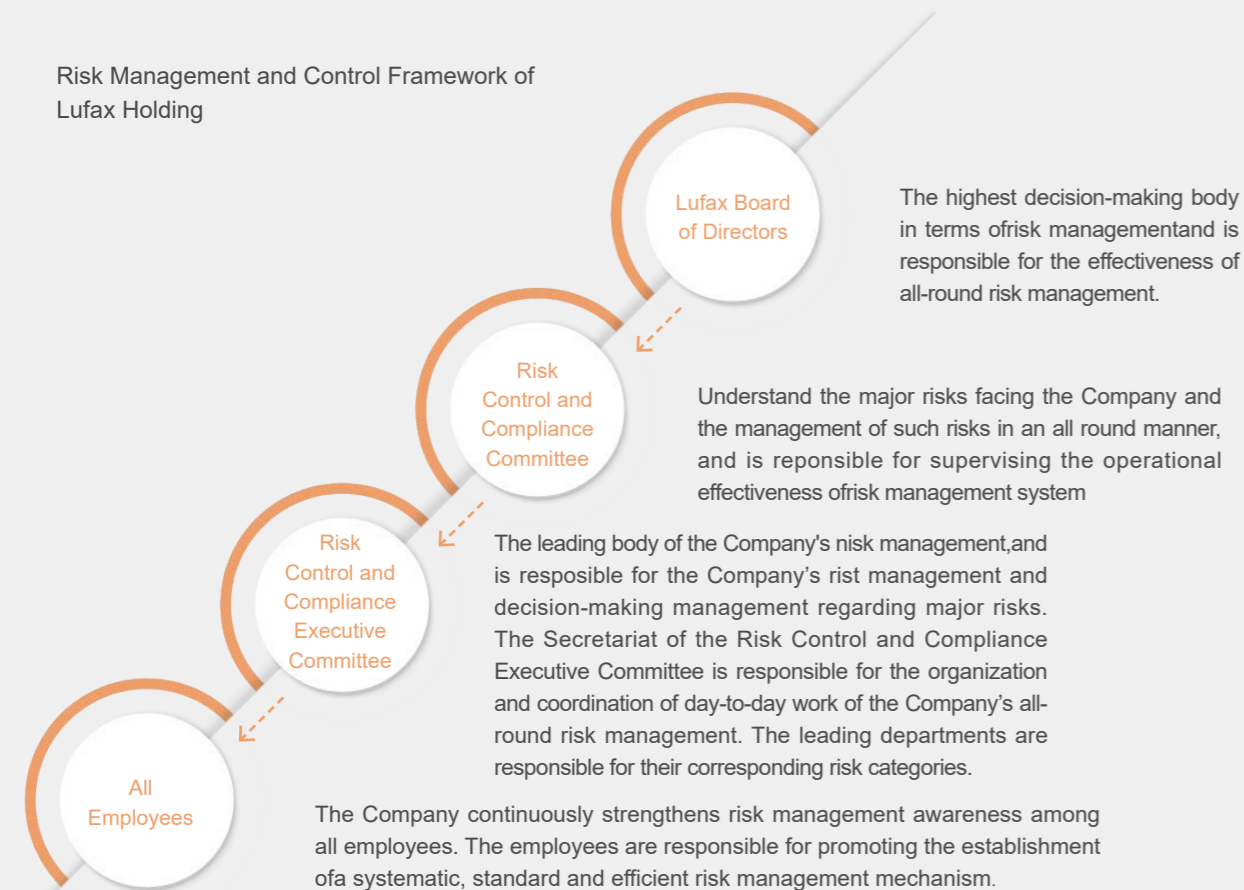 Risk Management and Control Framework of
Lufax Holding
Lufax Board
of Directors
The highest decision-making body
in terms ofrisk managementand is
responsible for the effectiveness of
all-round risk management.
Risk
Control and
Compliance
Committee
Understand the major risks facing the Company and
the management of such risks in an all round manner,
and is reponsible for supervising the operational
effectiveness ofrisk management system
Risk
Control and
Compliance
Executive
Committee
The leading body of the Company's nisk management,and
is resposible for the Company’s rist management and
decision-making management regarding major risks.
The Secretariat of the Risk Control and Compliance
Executive Committee is responsible for the organization
and coordination of day-to-day work of the Company’s all-
round risk management. The leading departments are
responsible for their corresponding risk categories.
All
Employees
The Company continuously strengthens risk management awareness among
all employees. The employees are responsible for promoting the establishment
ofa systematic, standard and efficient risk management mechanism.